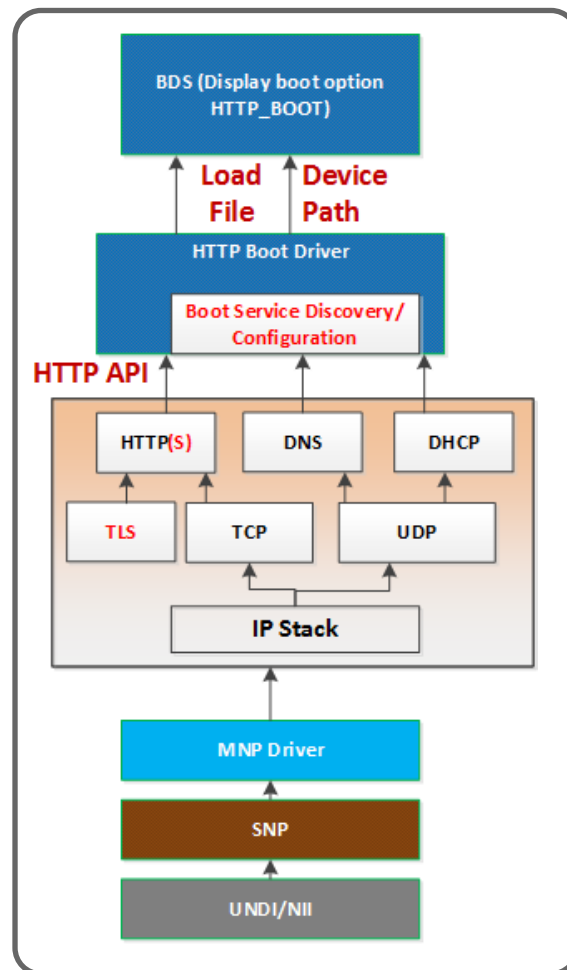 BDS (Display boot option
HTTP_BOOT)
Load
File
Device
Path
HTTP Boot Driver
Boot Service Discovery/
Configuration
HTTP API
HTTP(S)
DNS
DHCP
TLS
TCP
UDP
IP Stack
MNP Driver
SNP
UNDI/NII